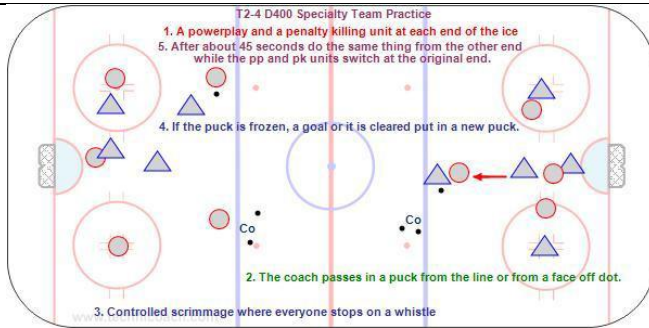 T2-4 D400 Specialty Team Practice
1. A powerplay and a penalty killing unit at each end of the ice
5. After about 45 seconds do the same thing from the other end
while the pp and pk units switch at the original end.
4. If the puck is frozen, a goal or it is cleared put in a new puck.
Co
Co
2. The coach passes in a puck from the line or from a face off dot.
3. Controlled scrimmage where everyone stops on a whistle